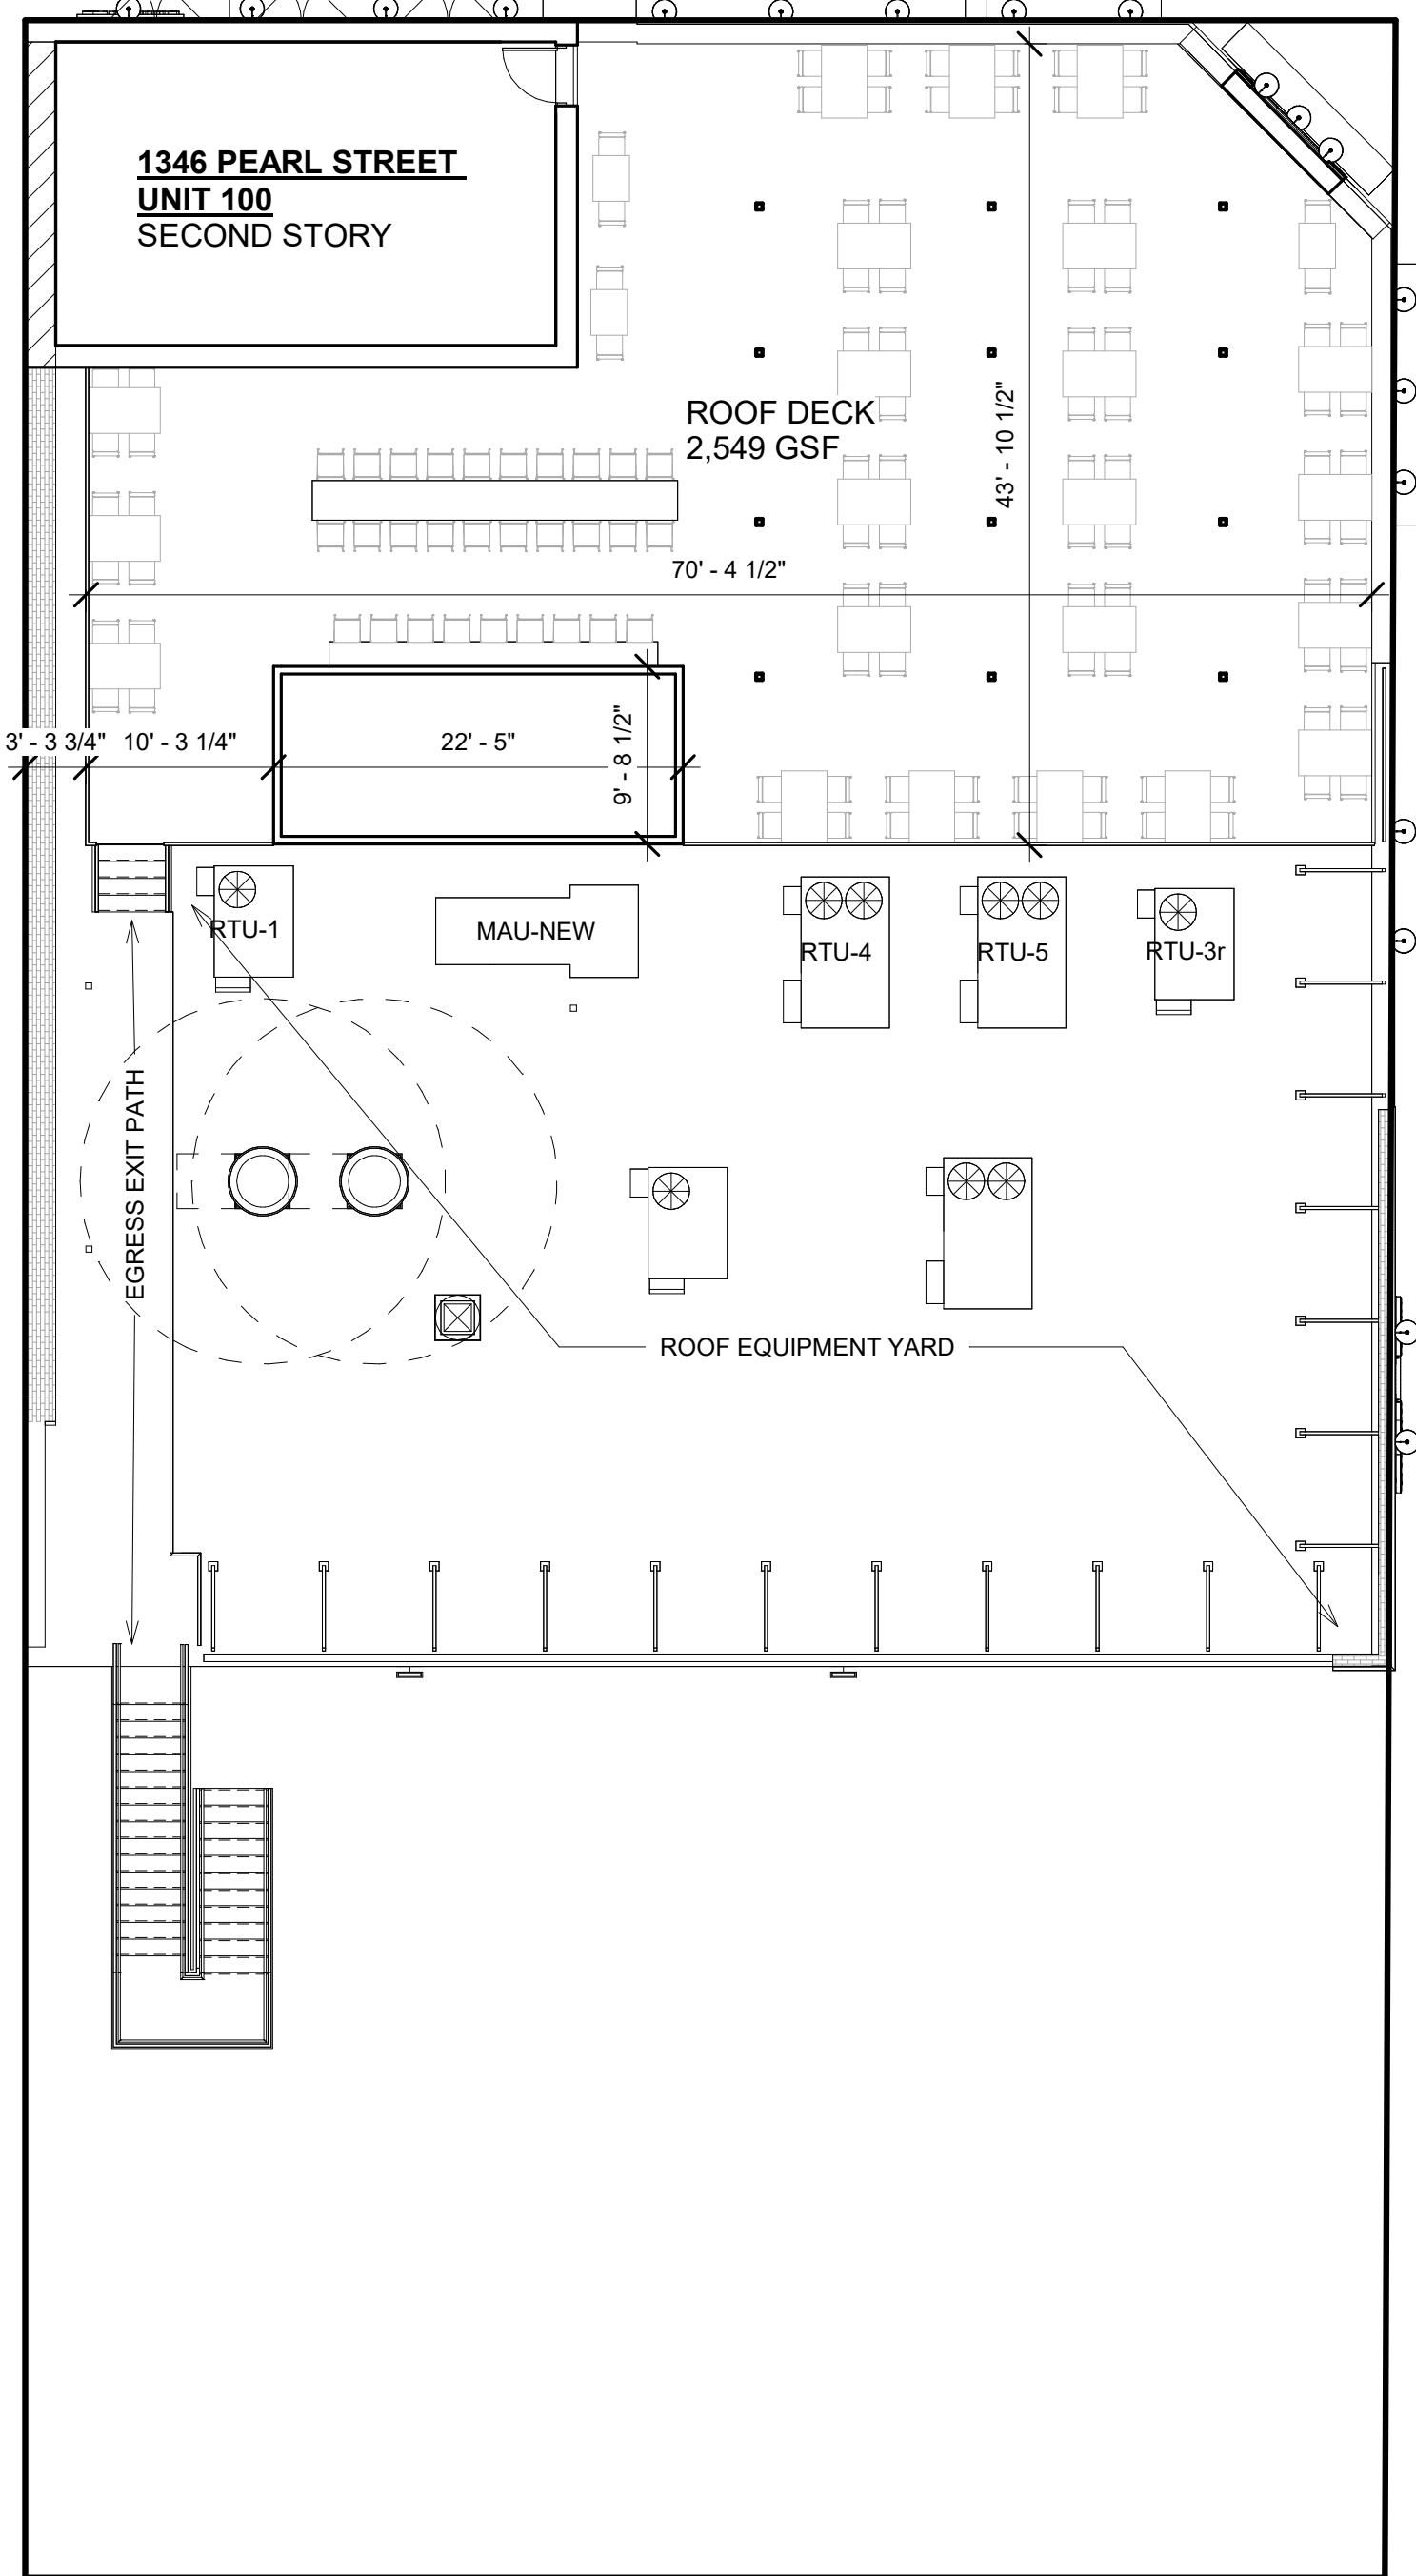 1346 PEARL STREET
UNIT 100
SECOND STORY
ROOF DECK
2,549 GSF
43' - 10 1/2"
70' - 4 1/2"
3' - 3 3/4"
10' - 3 1/4"
22' - 5"
9' - 8 1/2"
RTU-1
MAU-NEW
RTU-4
RTU-5
RTU-3r
EGRESS EXIT PATH
ROOF EQUIPMENT YARD